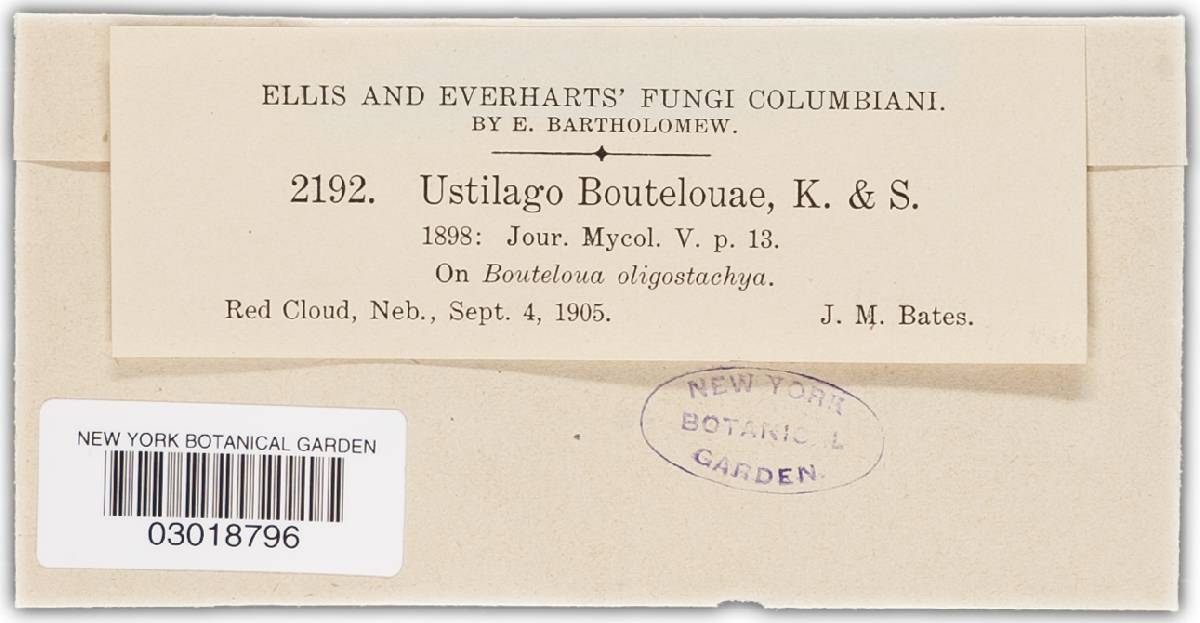 ELLIS AND EVERHARTS' FUNGI COLUMBIANI.
BY E. BARTHOLOMEW.
2192. Ustilago Boutelouae, K. & S.
1898: Jour. Mycol. V. p. 13.
On Bouteloua oligostachya.
Red Cloud, Neb., Sept. 4, 1905. J. M. Bates.
NEW YORK
BOTANICAL
GARDEN
NEW YORK BOTANICAL GARDEN
03018796